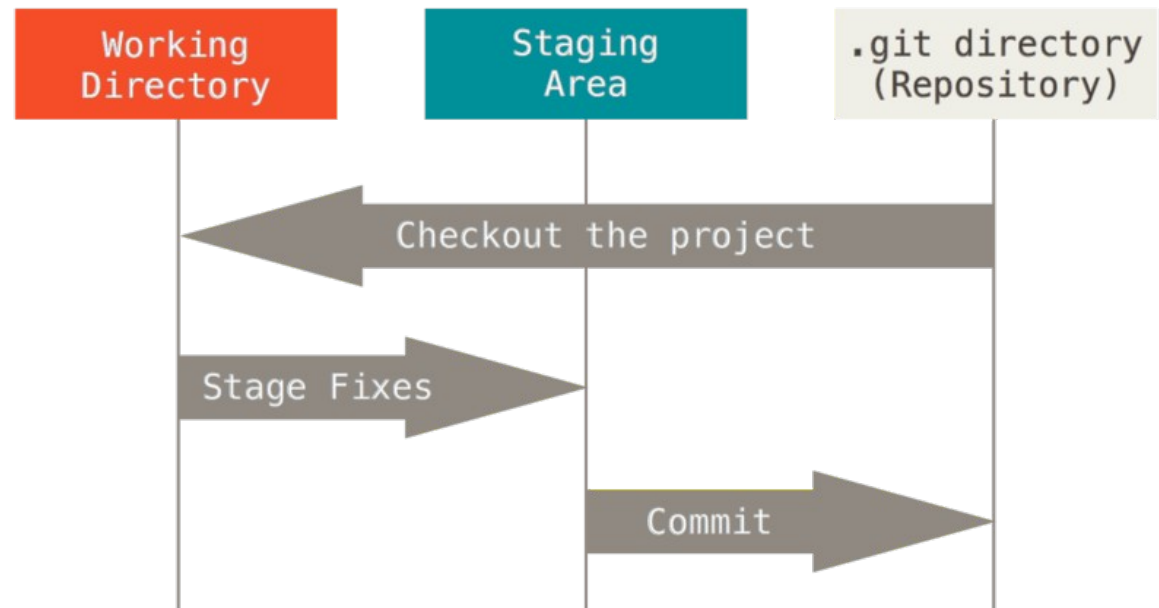 Working
Directory
Staging
Area
.git directory
(Repository)
Checkout the project
Stage Fixes
Commit